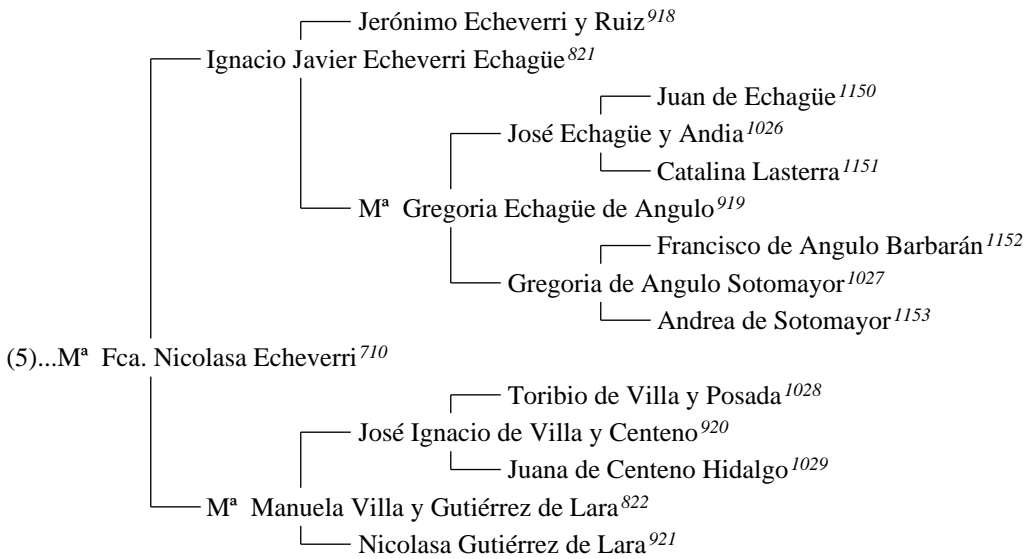 Jerónimo Echeverri y Ruiz918
Ignacio Javier Echeverri Echagüe821
Juan de Echagüe1150
José Echagüe y Andia1026
Catalina Lasterra1151
Mª Gregoria Echagüe de Angulo919
Francisco de Angulo Barbarán1152
Gregoria de Angulo Sotomayor1027
Andrea de Sotomayor1153
(5)...Mª Fca. Nicolasa Echeverri710
Toribio de Villa y Posada1028
José Ignacio de Villa y Centeno920
Juana de Centeno Hidalgo1029
Mª Manuela Villa y Gutiérrez de Lara822
Nicolasa Gutiérrez de Lara921